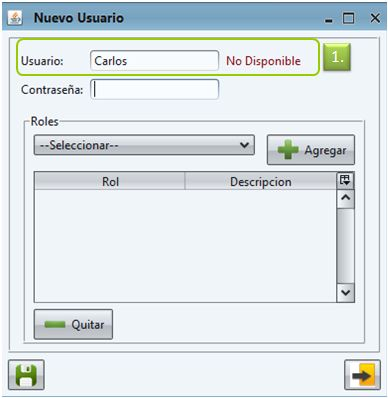 Nuevo Usuario
Usuario: Carlos No Disponible 1.
Contraseña:
Roles
--Seleccionar-- Agregar
Rol Descripcion
Quitar